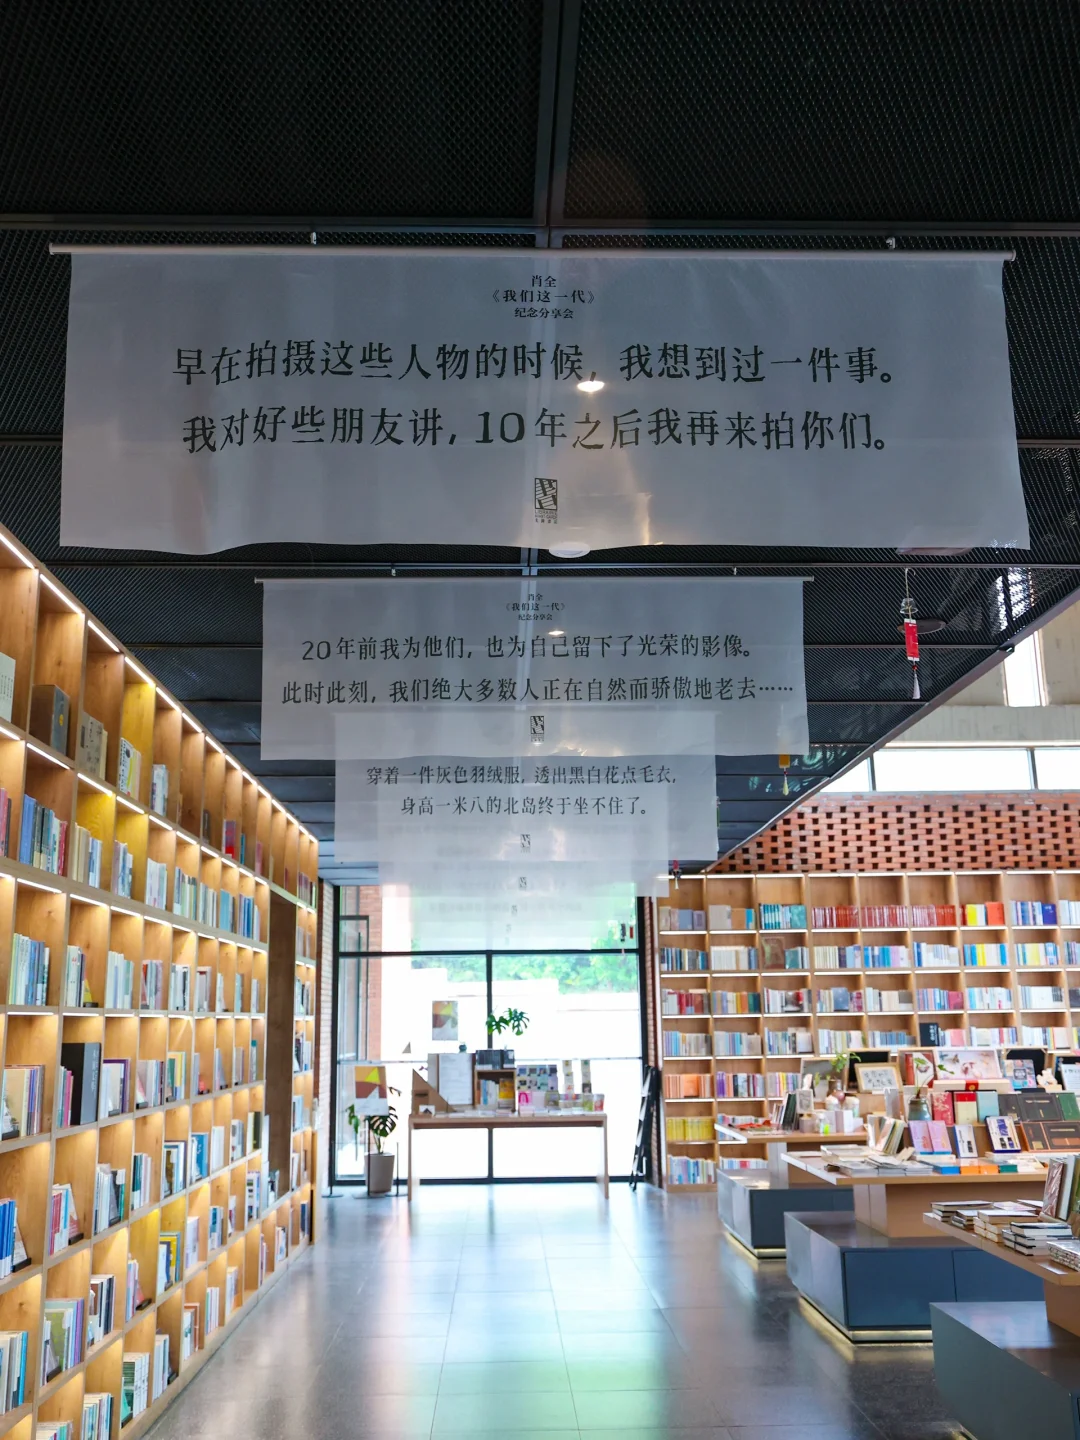 肖全
《我们这一代》
纪念分享会
早在拍摄这些人物的时候，我想到过一件事。
我对好些朋友讲，10年之后我再来拍你们。
肖全
《我们这一代》
纪念分享会
20年前我为他们，也为自己留下了光荣的影像。
此时此刻，我们绝大多数人正在自然而骄傲地老去……
穿着一件灰色羽绒服，透出黑白花点毛衣，
身高一米八的北岛终于坐不住了。